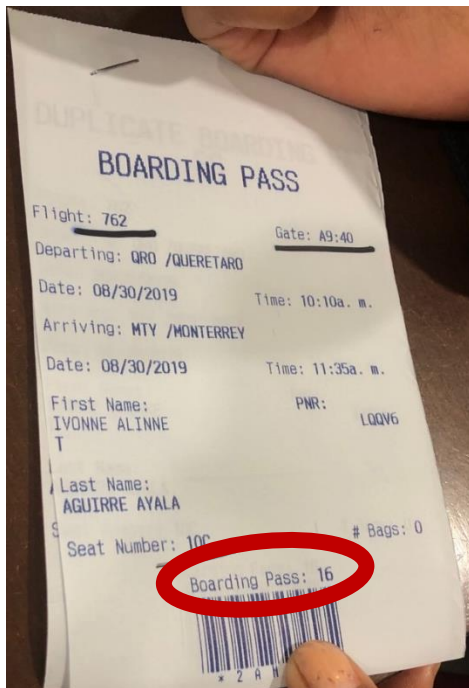 BOARDING PASS
Flight: 762
Gate: A9:40
Departing: QRO /QUERETARO
Date: 08/30/2019 Time: 10:10a. m.
Arriving: MTY /MONTERREY
Date: 08/30/2019 Time: 11:35a. m.
First Name: PNR:
IVONNE ALINNE LQQV6
T
Last Name:
AGUIRRE AYALA
Seat Number: 10C # Bags: 0
Boarding Pass: 16